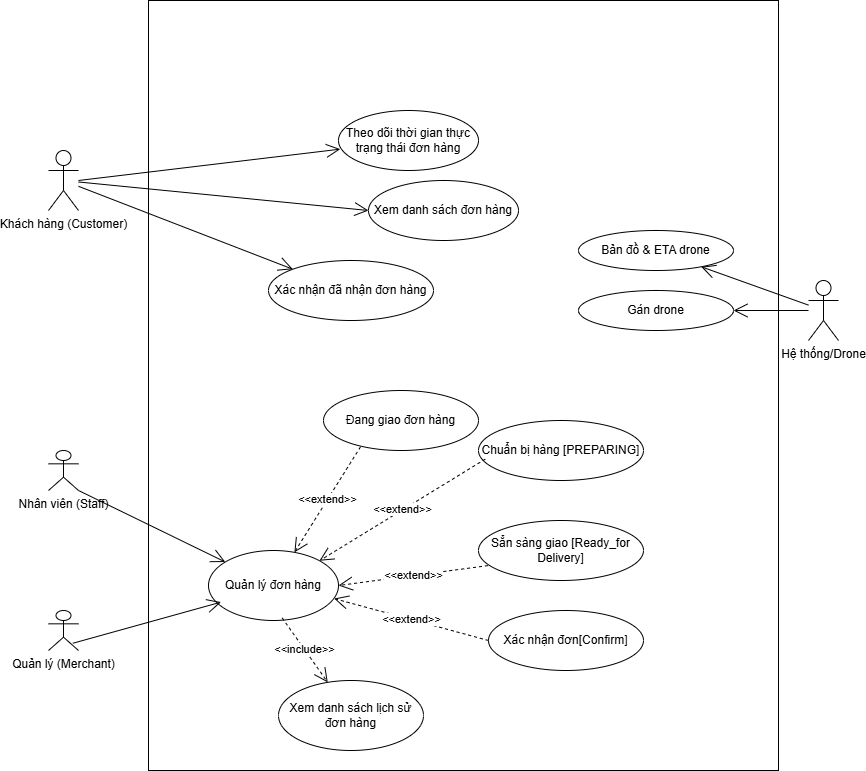 Theo dõi thời gian thực
trạng thái đơn hàng
Xem danh sách đơn hàng
Khách hàng (Customer)
Bản đồ & ETA drone
Xác nhận đã nhận đơn hàng
Gán drone
Hệ thống/Drone
Đang giao đơn hàng
Chuẩn bị hàng [PREPARING]
<<extend>>
Nhân viên (Staff)
<<extend>>
Sẵn sàng giao [Ready_for
Delivery]
<<extend>>
Quản lý đơn hàng
<<extend>>
Xác nhận đơn[Confirm]
<<include>>
Quản lý (Merchant)
Xem danh sách lịch sử
đơn hàng